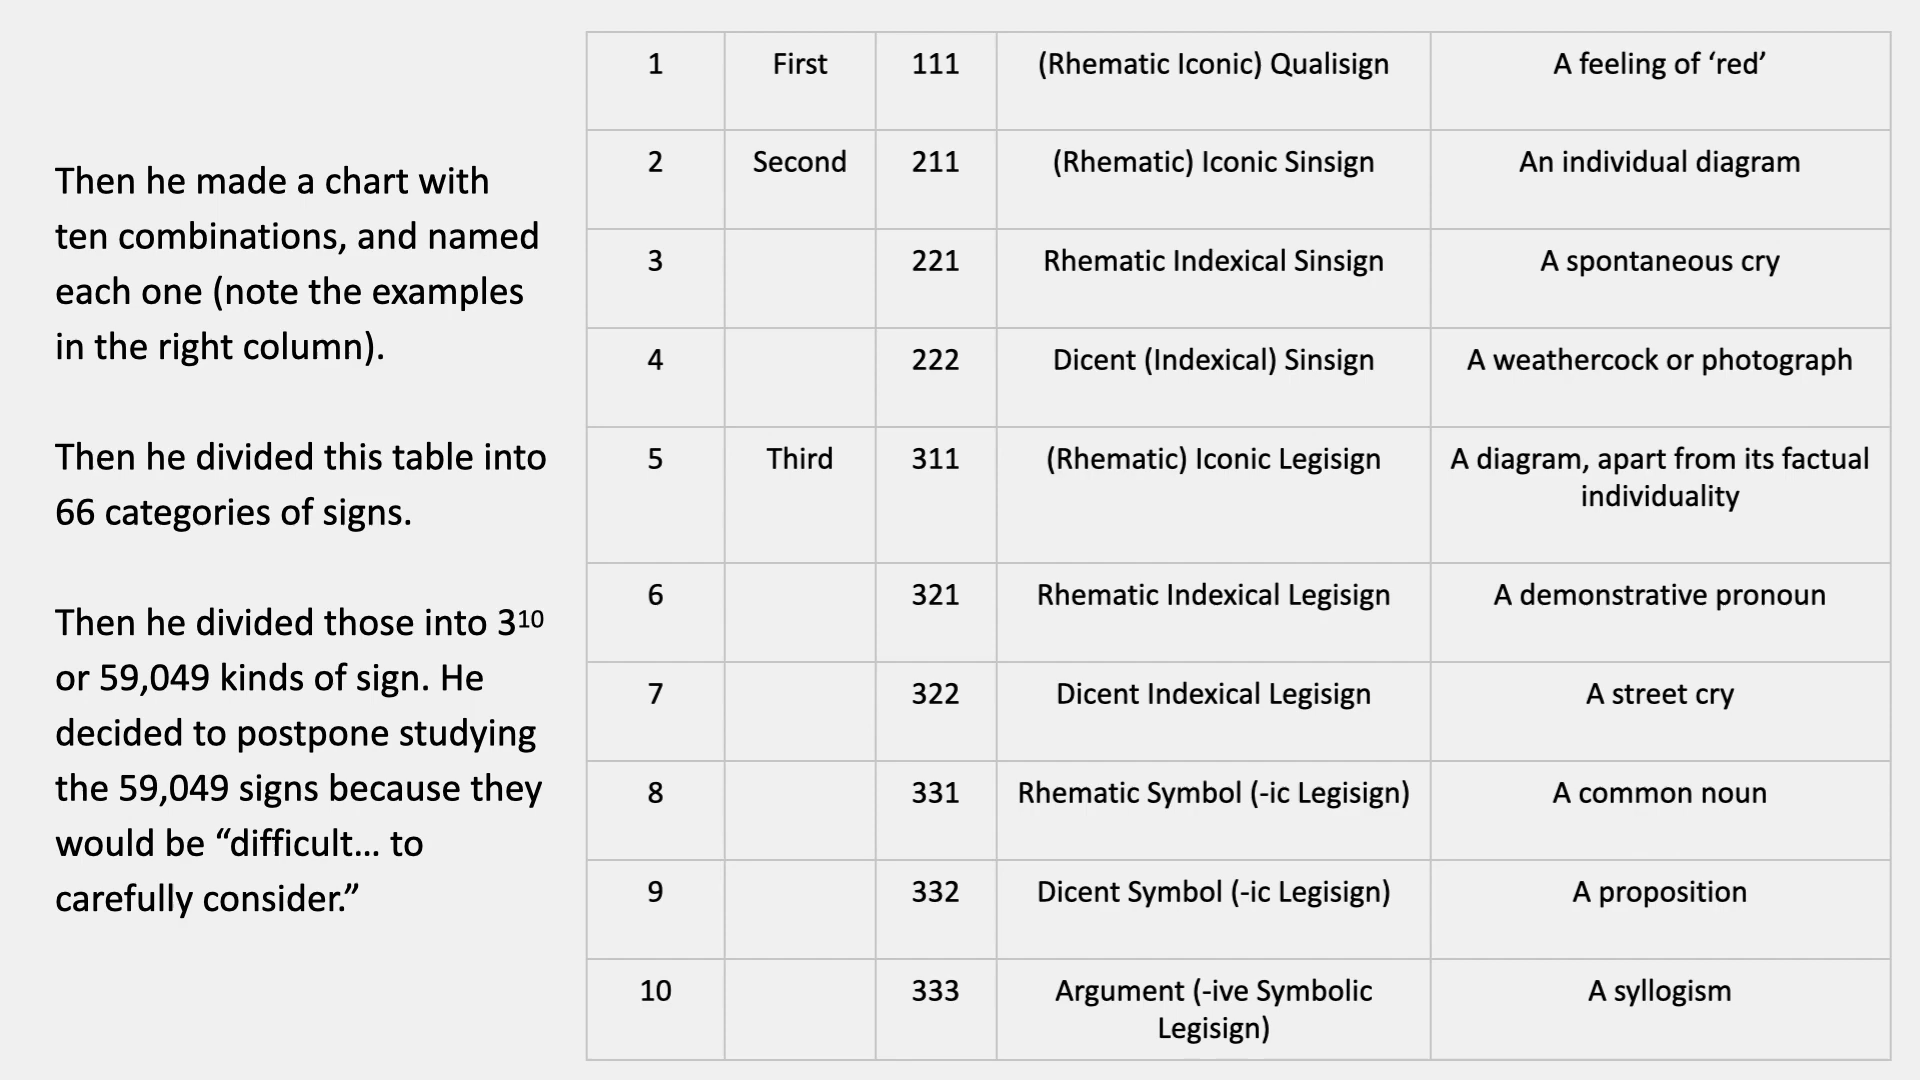 Then he made a chart with
ten combinations, and named
each one (note the examples
in the right column).
Then he divided this table into
66 categories of signs.
Then he divided those into 3¹⁰
or 59,049 kinds of sign. He
decided to postpone studying
the 59,049 signs because they
would be “difficult… to
carefully consider.”
1 First 111 (Rhematic Iconic) Qualisign A feeling of ‘red’
2 Second 211 (Rhematic) Iconic Sinsign An individual diagram
3 221 Rhematic Indexical Sinsign A spontaneous cry
4 222 Dicent (Indexical) Sinsign A weathercock or photograph
5 Third 311 (Rhematic) Iconic Legisign A diagram, apart from its factual
individuality
6 321 Rhematic Indexical Legisign A demonstrative pronoun
7 322 Dicent Indexical Legisign A street cry
8 331 Rhematic Symbol (-ic Legisign) A common noun
9 332 Dicent Symbol (-ic Legisign) A proposition
10 333 Argument (-ive Symbolic A syllogism
Legisign)